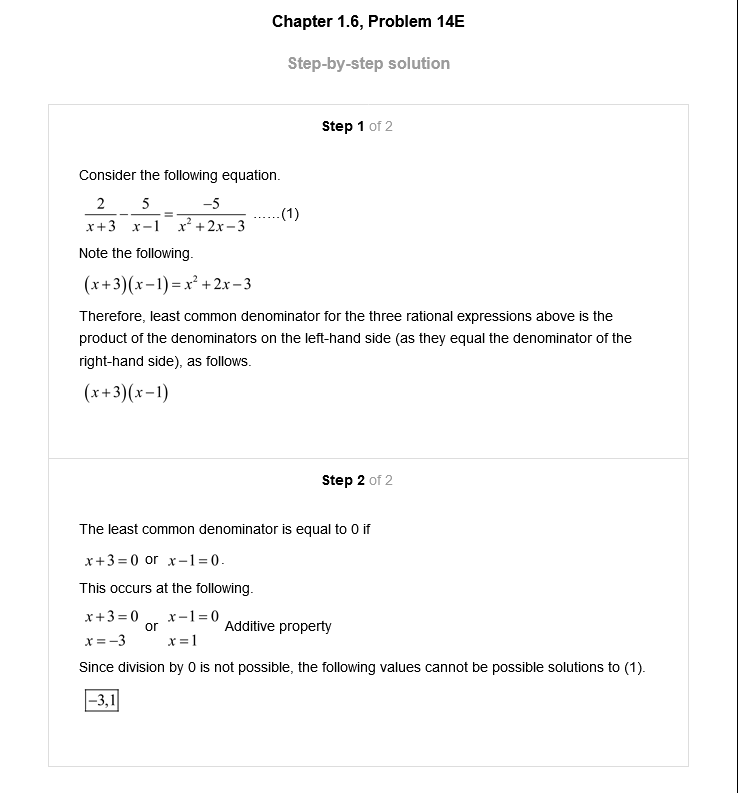 Chapter 1.6, Problem 14E
Step-by-step solution
Step 1 of 2
Consider the following equation.
2/(x+3) − 5/(x−1) = −5/(x²+2x−3) ......(1)
Note the following.
(x+3)(x−1)=x²+2x−3
Therefore, least common denominator for the three rational expressions above is the
product of the denominators on the left-hand side (as they equal the denominator of the
right-hand side), as follows.
(x+3)(x−1)
Step 2 of 2
The least common denominator is equal to 0 if
x+3=0 or x−1=0.
This occurs at the following.
x+3=0 or x−1=0 Additive property
x=−3 x=1
Since division by 0 is not possible, the following values cannot be possible solutions to (1).
−3,1